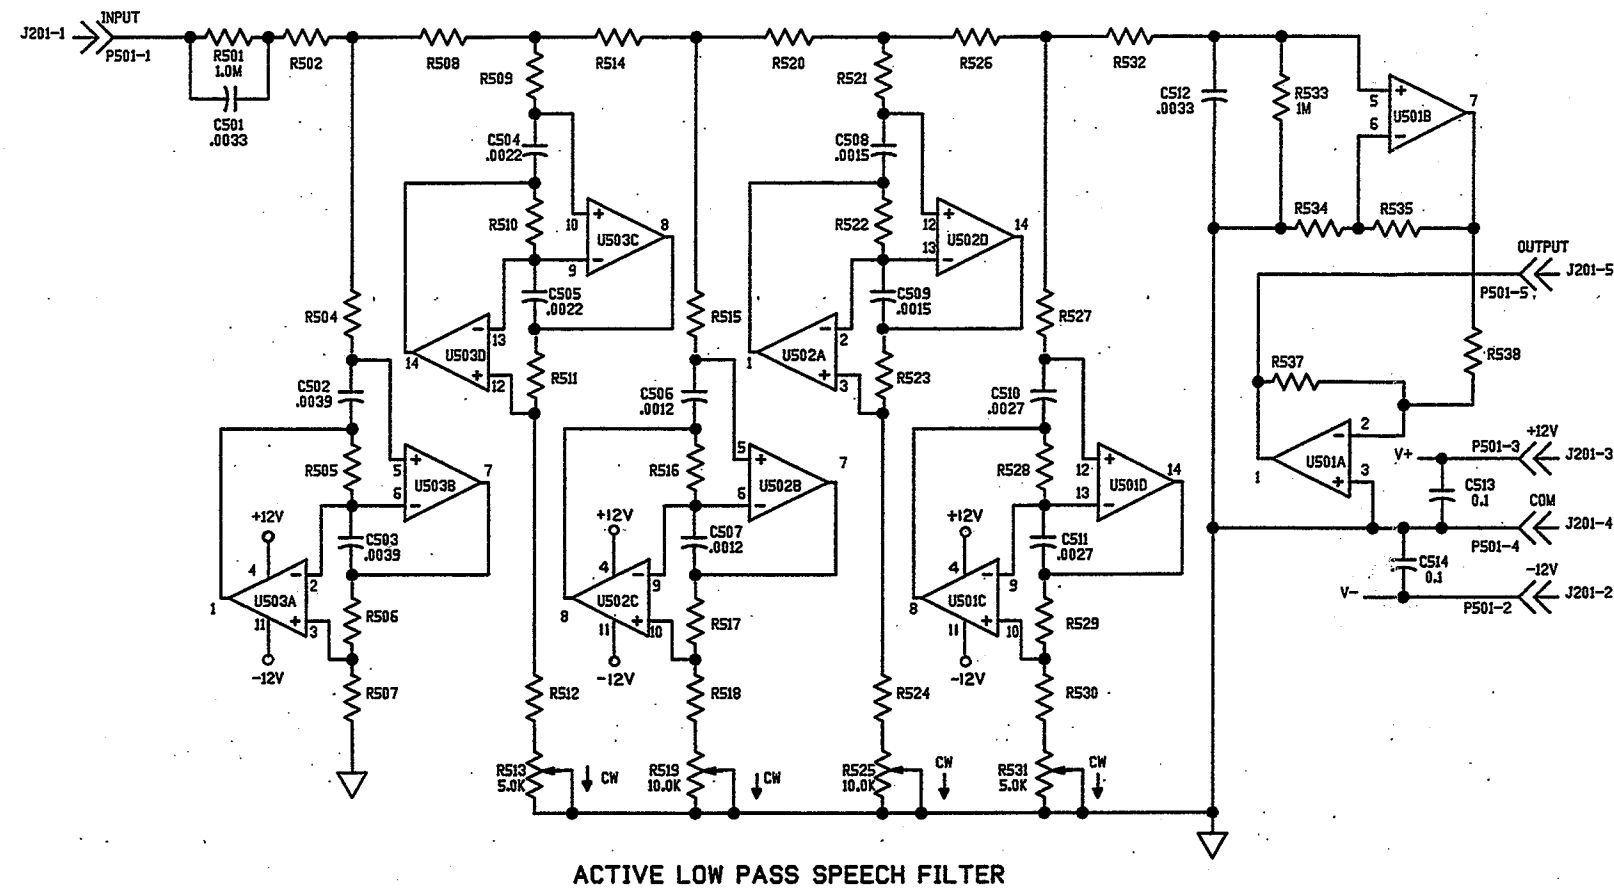 INPUT
J201-1
P501-1
R501
1.0M
C501
.0033
R502
R508
R514
R520
R526
R532
R509
C504
.0022
R510
10
9
U503C
8
C505
.0022
13
12
U503D
14
R511
R521
C508
.0015
R522
12
13
U502D
14
C509
.0015
2
3
U502A
1
R523
C512
.0033
R533
1M
5
6
U501B
7
R534
R535
OUTPUT
J201-5
P501-5
R537
R538
2
3
U501A
1
V+
P501-3
+12V
J201-3
C513
0.1
COM
J201-4
P501-4
C514
0.1
-12V
V-
P501-2
J201-2
R504
C502
.0039
R505
5
6
U503B
7
C503
.0039
+12V
4
2
3
U503A
1
11
-12V
R506
R507
R515
C506
.0012
R516
5
6
U502B
7
C507
.0012
+12V
4
9
10
U502C
8
11
-12V
R517
R518
R527
C510
.0027
R528
12
13
U501D
14
C511
.0027
+12V
4
9
10
U501C
8
11
-12V
R529
R530
R512
R513
5.0K
CW
R519
10.0K
CW
R524
R525
10.0K
CW
R531
5.0K
CW
ACTIVE LOW PASS SPEECH FILTER